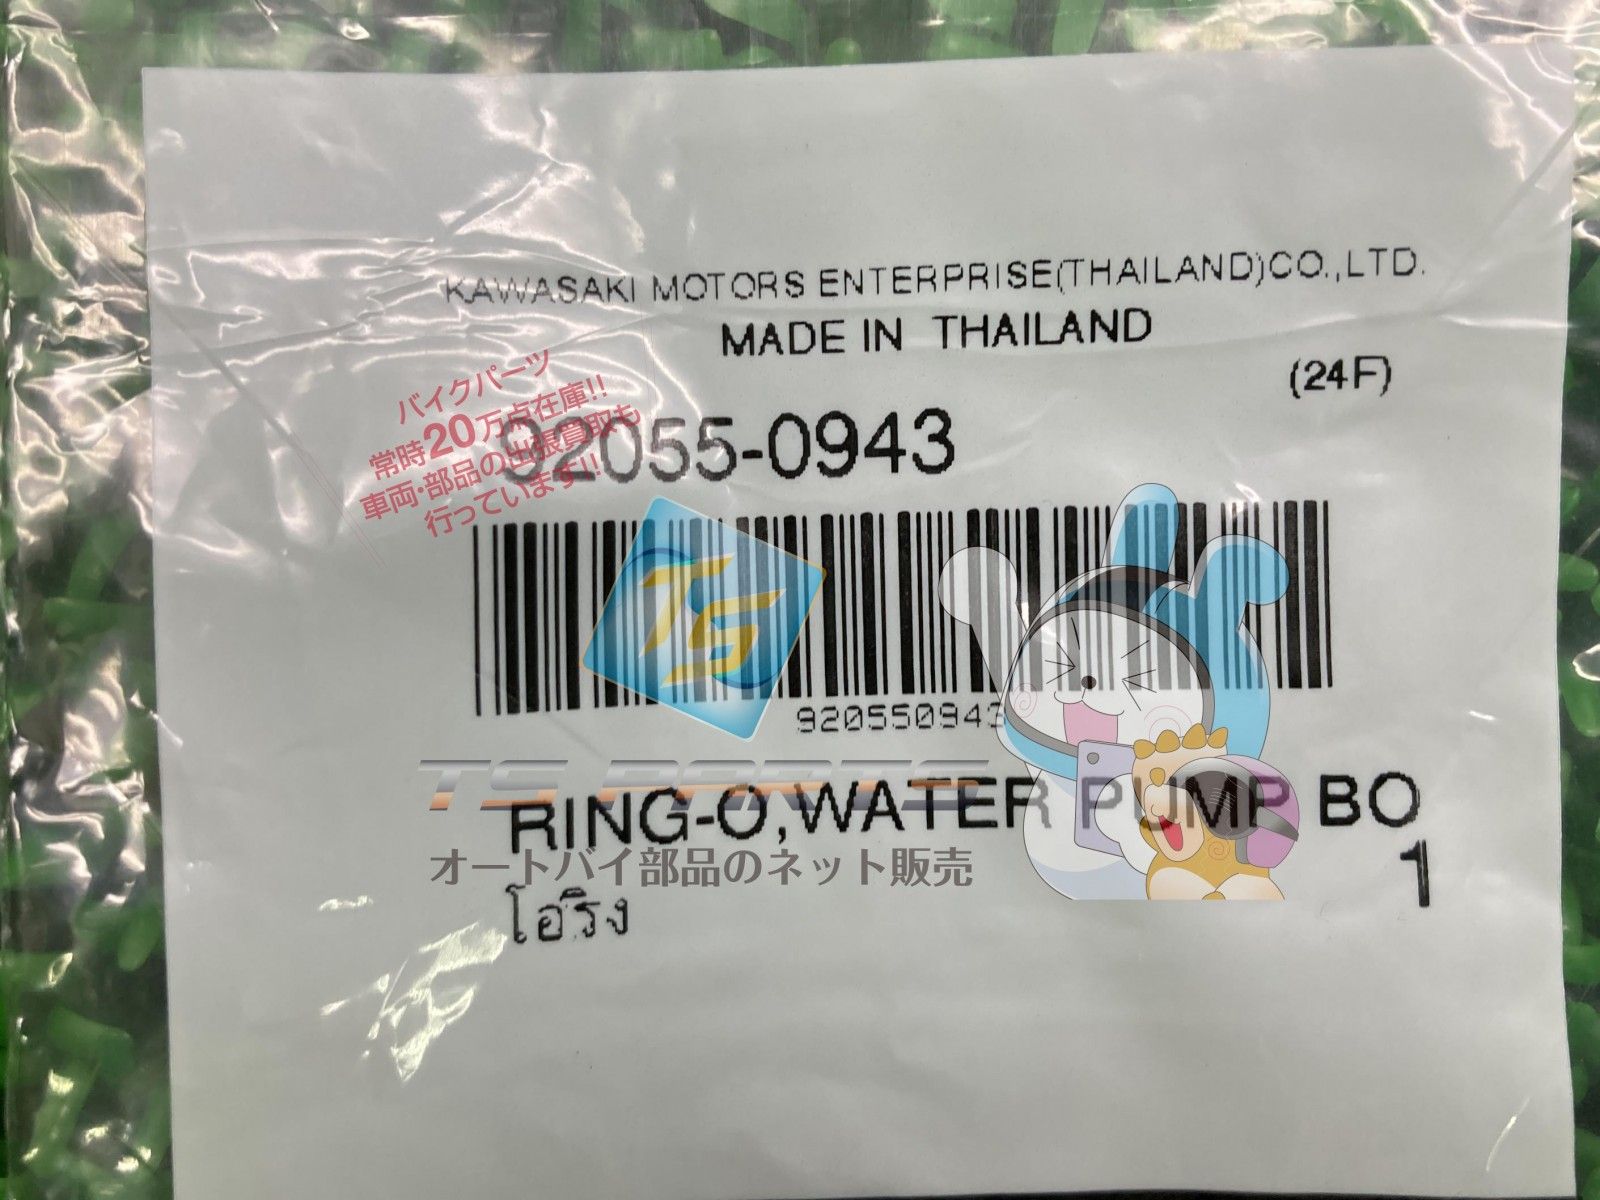 KAWASAKI MOTORS ENTERPRISE(THAILAND)CO.,LTD.
MADE IN THAILAND
(24F)
バイクパーツ
常時20万点在庫!!
車両・部品の出張買取も
行っています!!
92055-0943
TS
920550943
TS PARTS
RING-O,WATER PUMP BO
オートバイ部品のネット販売
1
โอริง